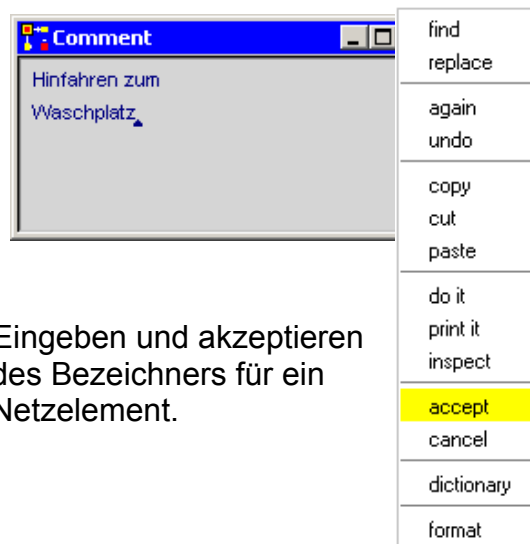 Comment
Hinfahren zum
Waschplatz
find
replace
again
undo
copy
cut
paste
do it
print it
inspect
accept
cancel
dictionary
format
Eingeben und akzeptieren
des Bezeichners für ein
Netzelement.